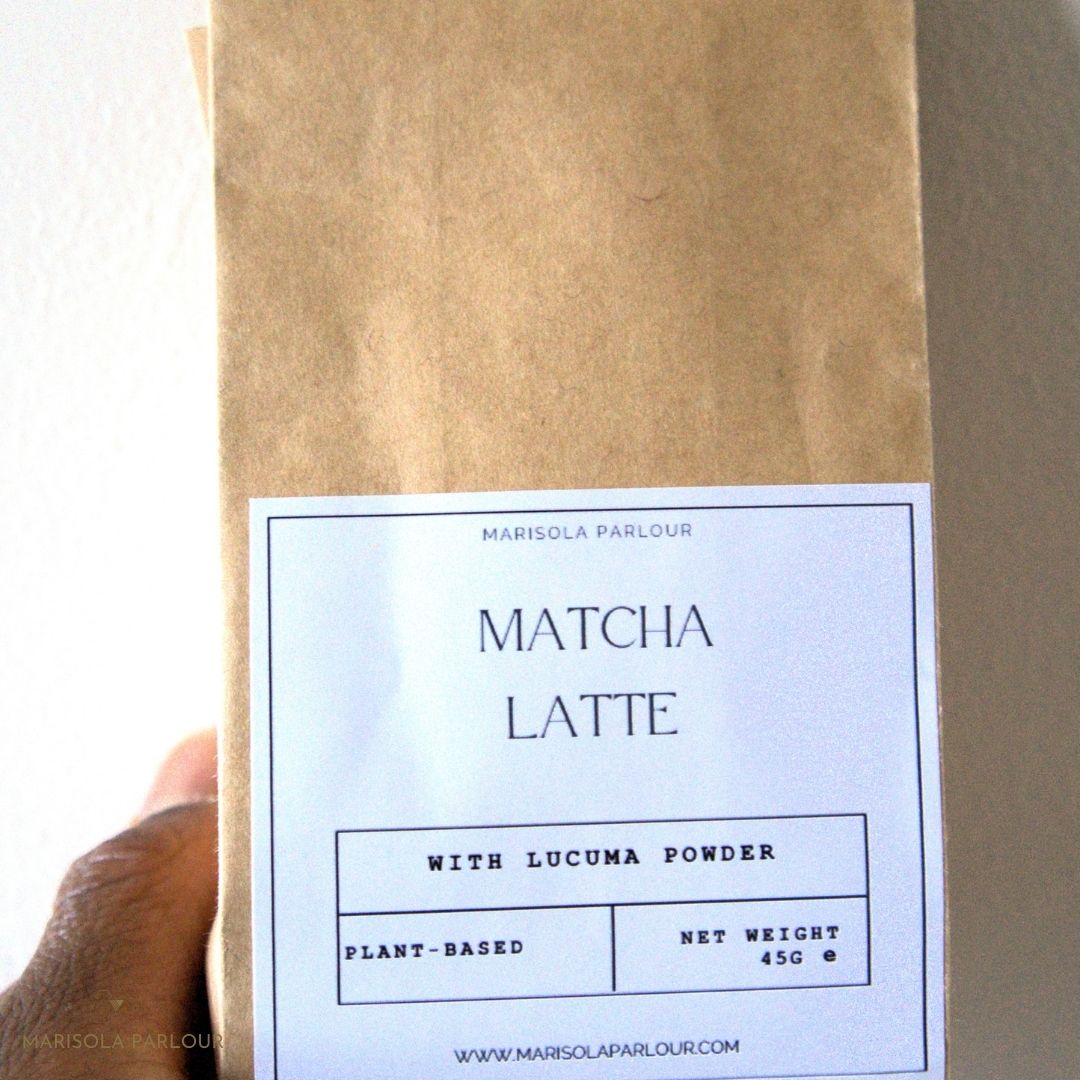 MARISOLA PARLOUR
MATCHA
LATTE
WITH LUCUMA POWDER
PLANT-BASED
NET WEIGHT
45G e
WWW.MARISOLAPARLOUR.COM
MARISOLA PARLOUR